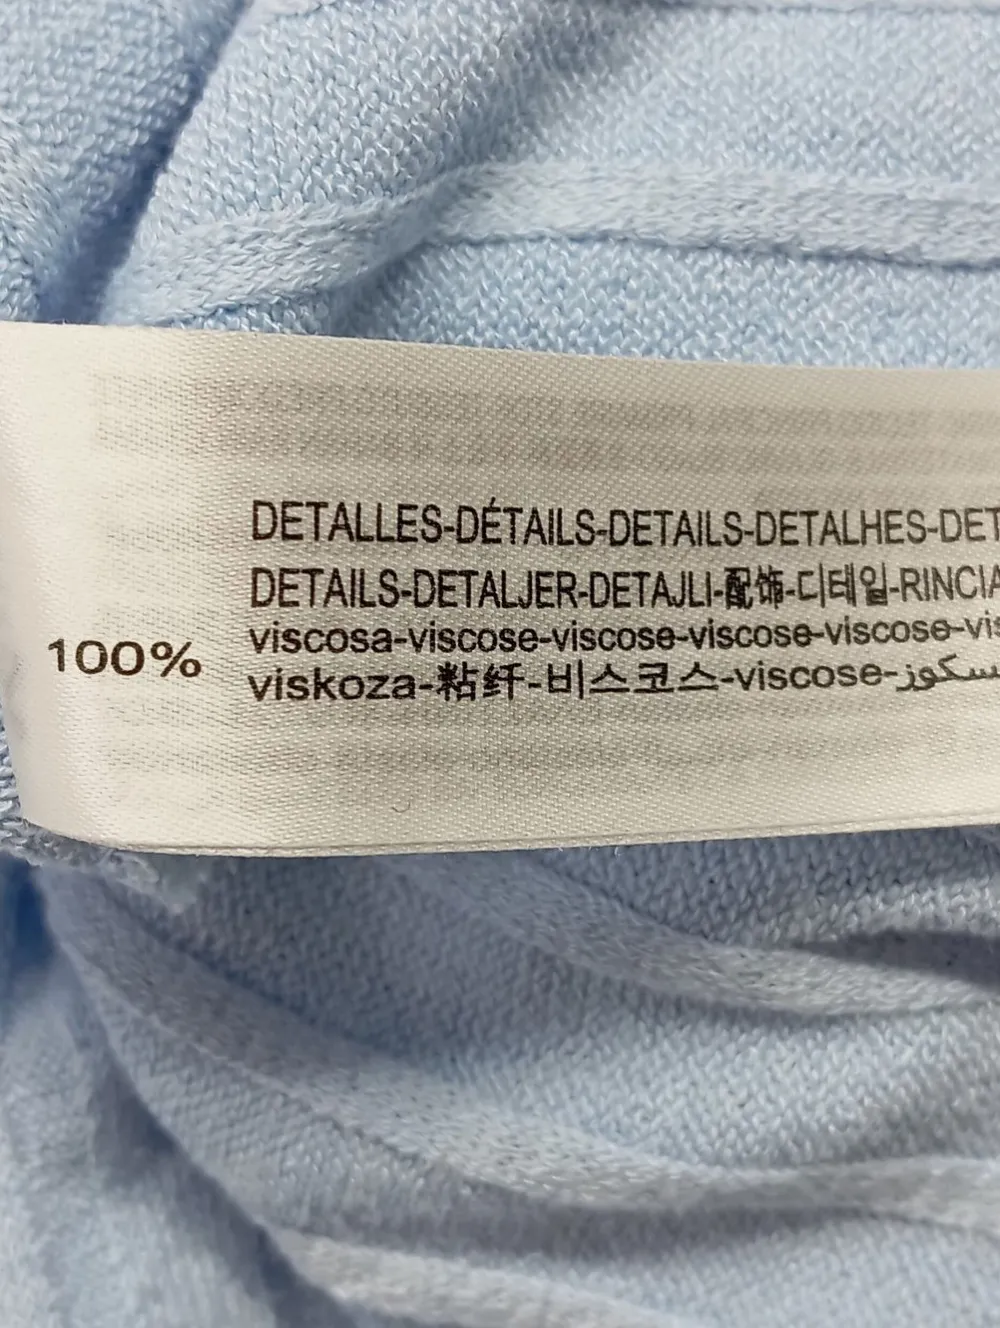 DETALLES-DÉTAILS-DETAILS-DETALHES-DET
DETAILS-DETALJER-DETAJLI-配饰-디테일-RINCIA
100% viscosa-viscose-viscose-viscose-viscose-vis
viskoza-粘纤-비스코스-viscose-سكوز